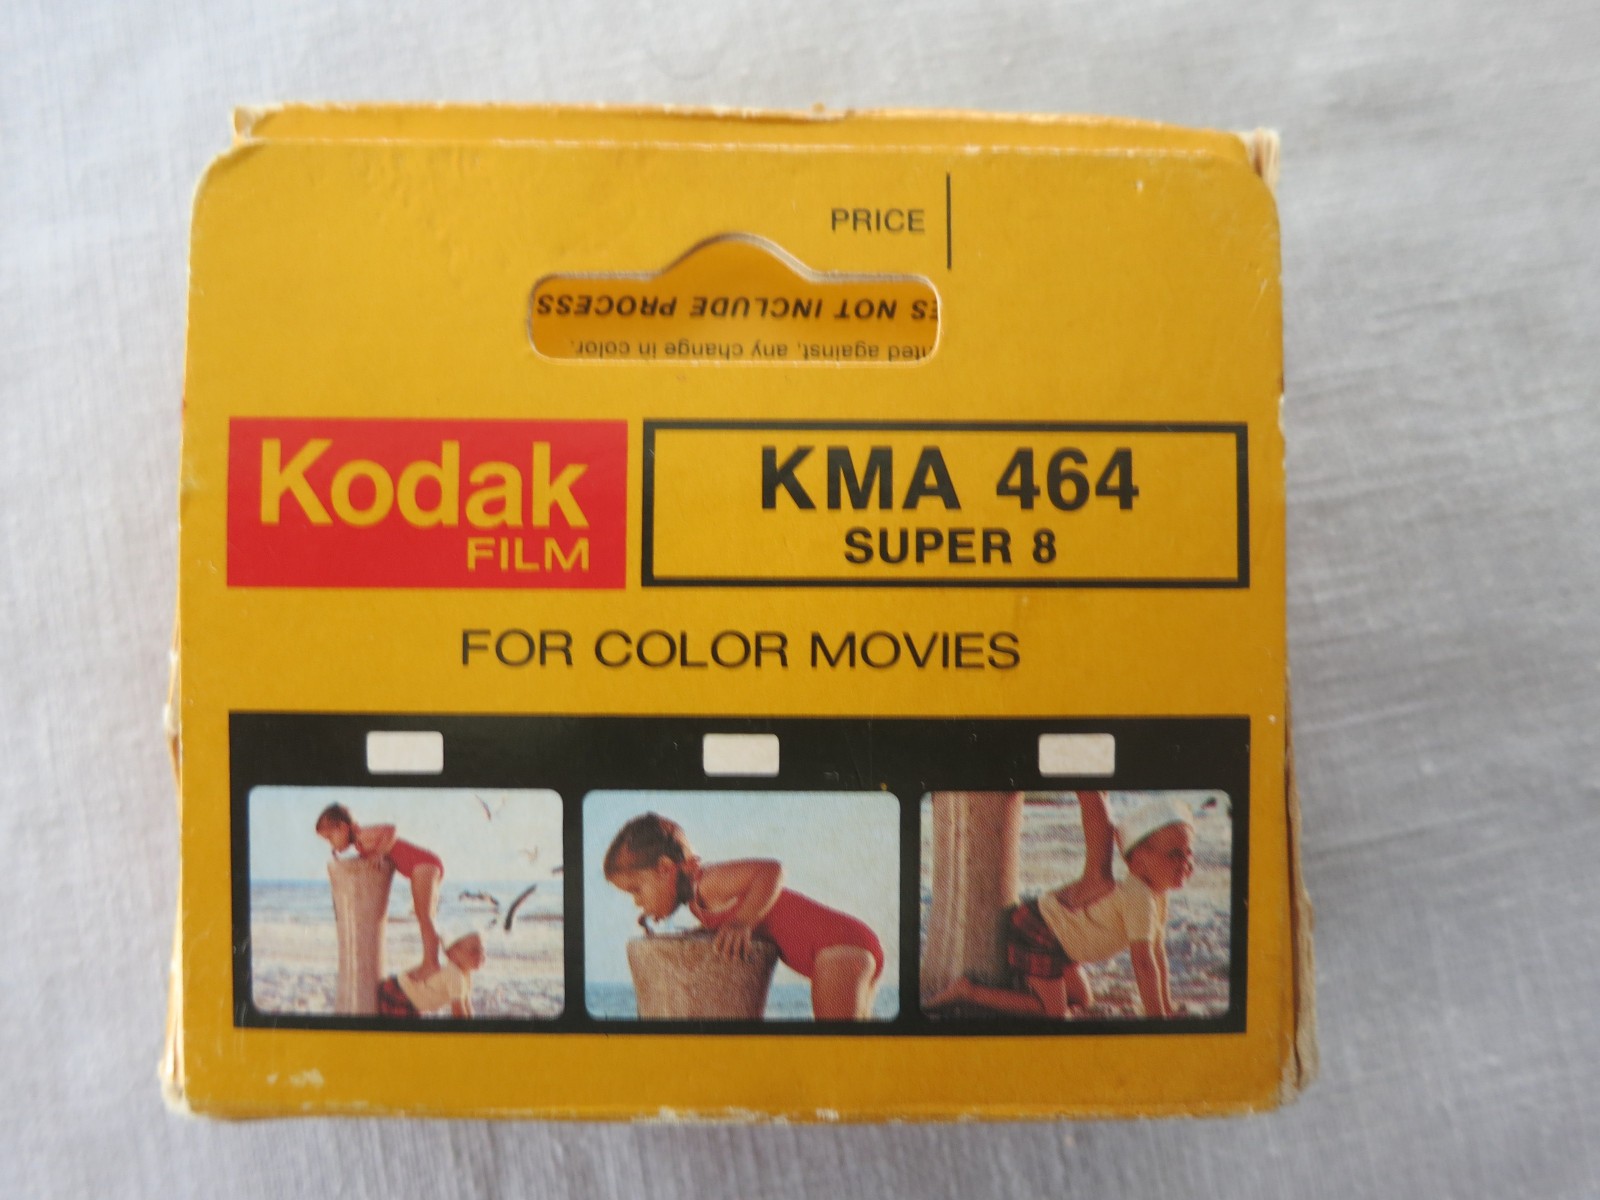 PRICE
ES NOT INCLUDE PROCESS
nted against, any change in color.
Kodak
FILM
KMA 464
SUPER 8
FOR COLOR MOVIES